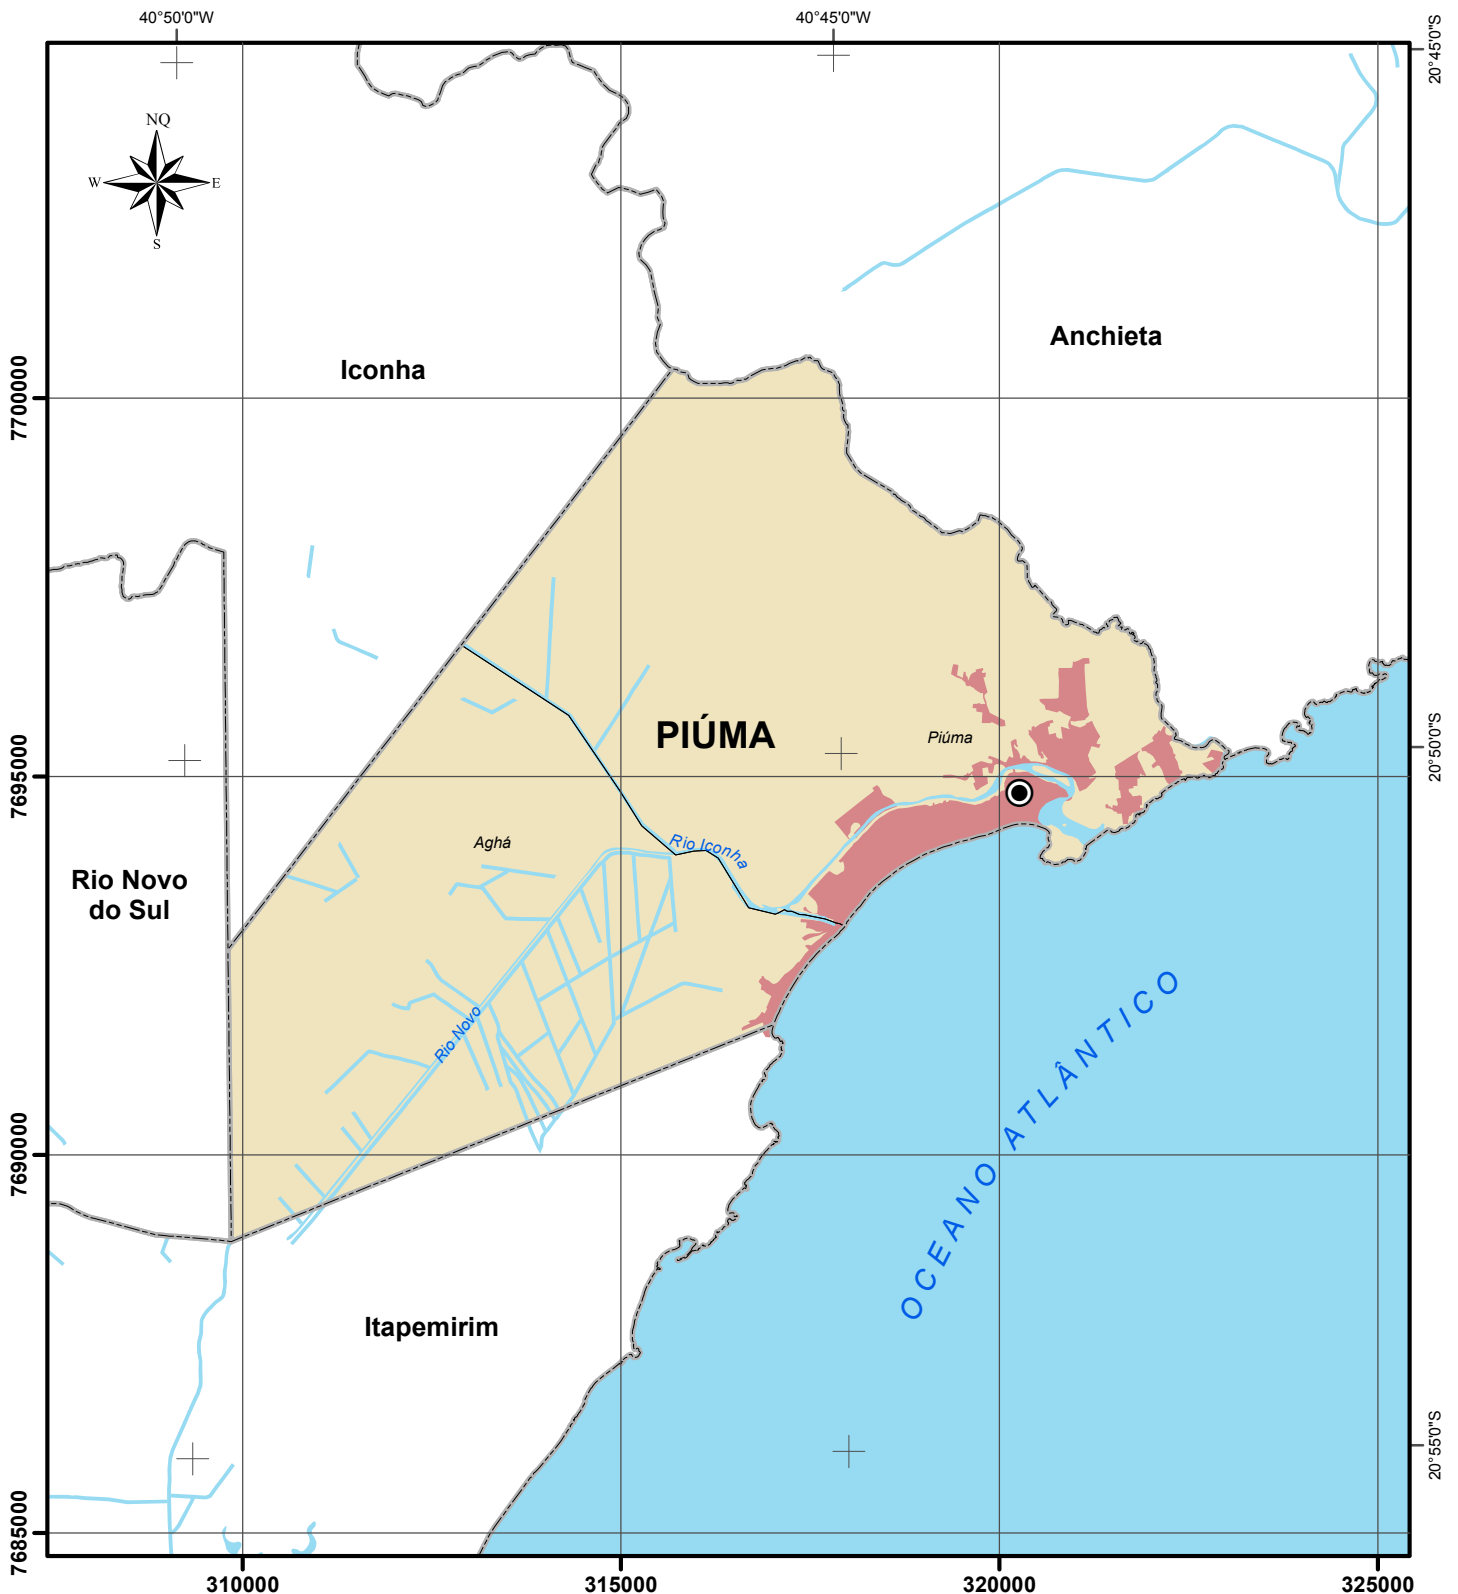 40°50'0"W
40°45'0"W
20°45'0"S
NQ
W
E
S
Anchieta
Iconha
7700000
PIÚMA
Piúma
20°50'0"S
7695000
Aghá
Rio Iconha
Rio Novo
do Sul
Rio Novo
OCEANO ATLÂNTICO
7690000
Itapemirim
20°55'0"S
7685000
310000
315000
320000
325000